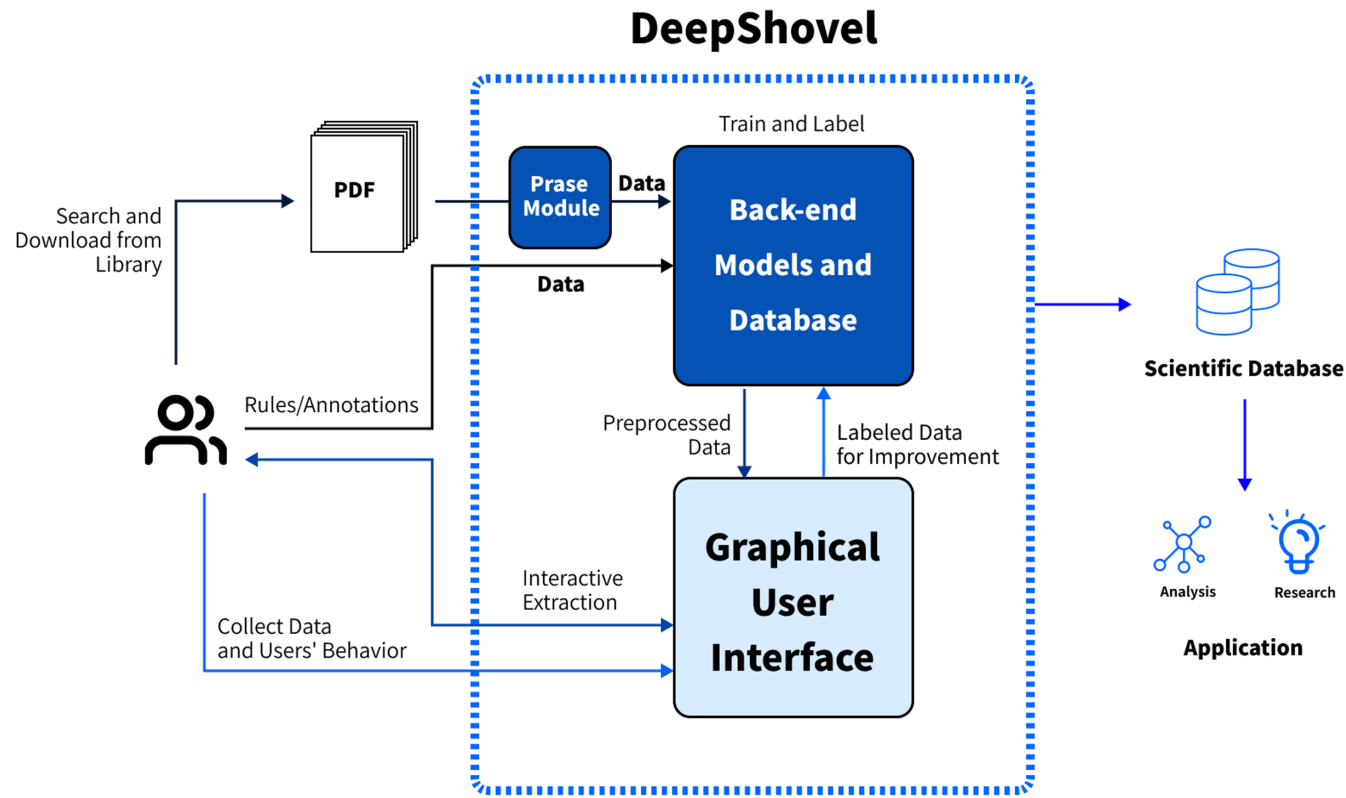 DeepShovel
Train and Label
PDF
Prase
Module
Data
Search and
Download from
Library
Back-end
Models and
Database
Data
Scientific Database
Rules/Annotations
Preprocessed
Data
Labeled Data
for Improvement
Graphical
User
Interface
Interactive
Extraction
Collect Data
and Users' Behavior
Analysis
Research
Application